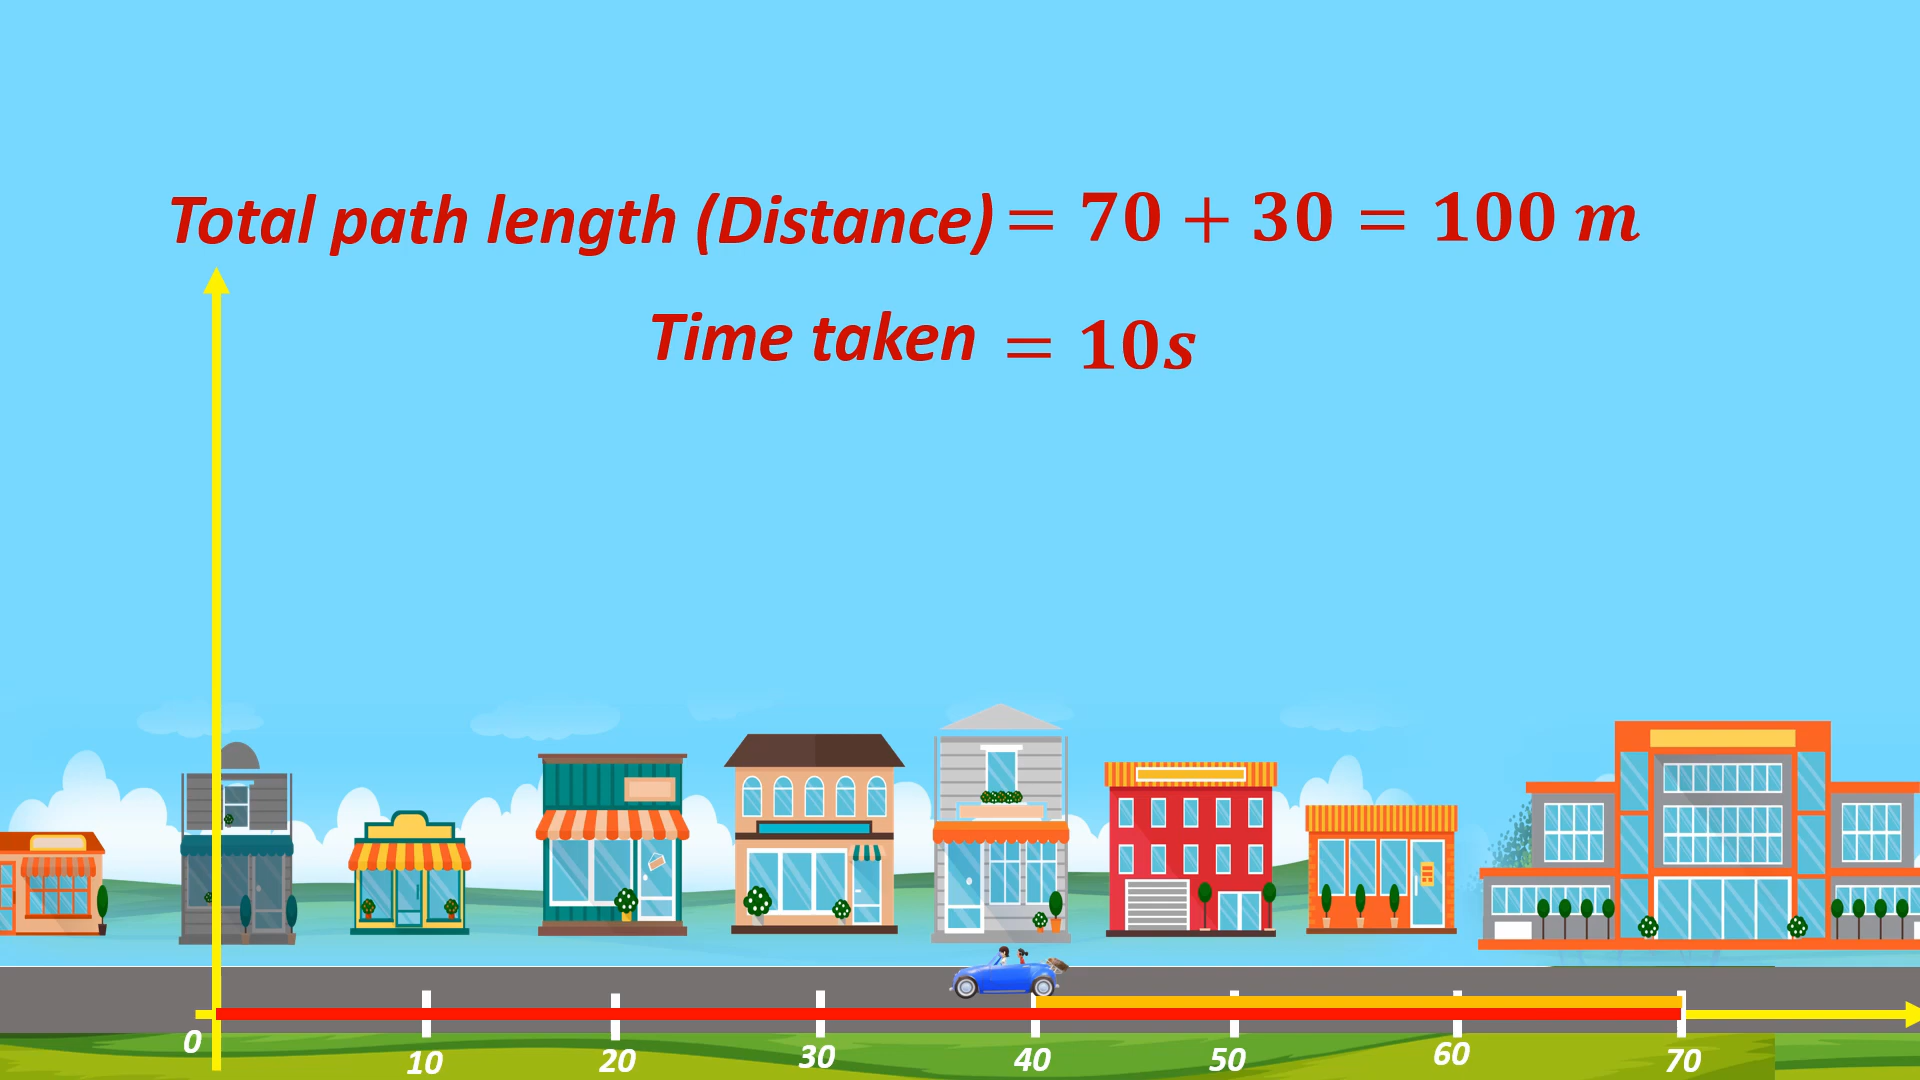 Total path length (Distance) = 70 + 30 = 100 m
Time taken = 10s
0 10 20 30 40 50 60 70